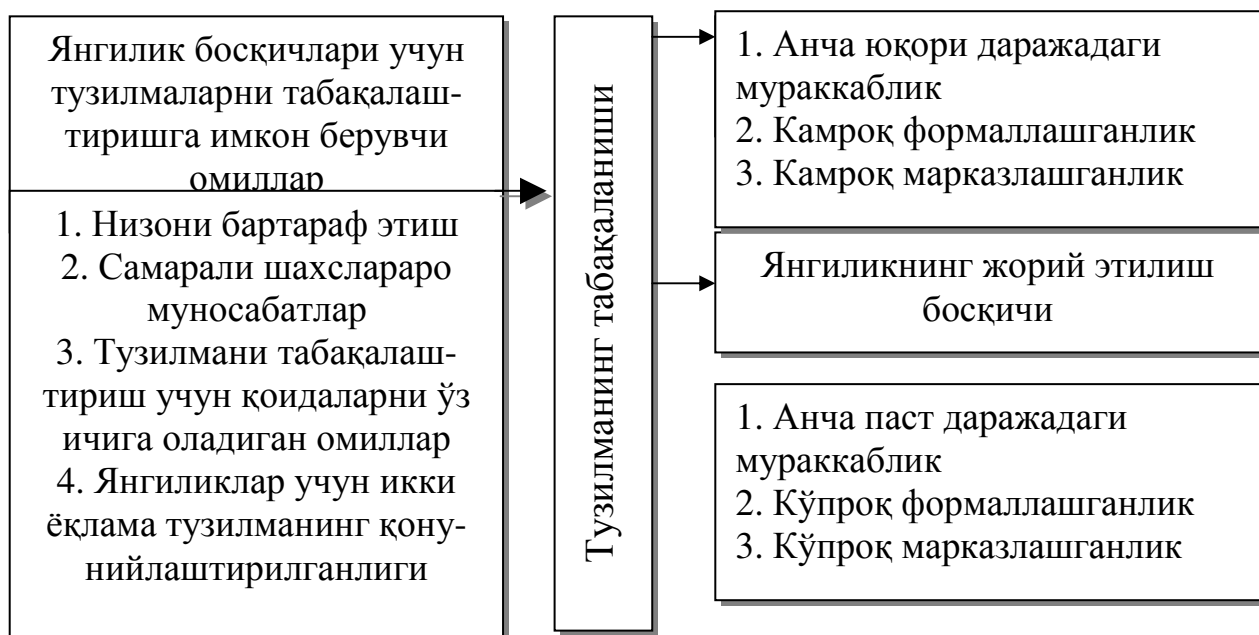 Янгилик босқичлари учун
тузилмаларни табақалаш-
тиришга имкон берувчи
омиллар
1. Низони бартараф этиш
2. Самарали шахслараро
муносабатлар
3. Тузилмани табақалаш-
тириш учун қоидаларни ўз
ичига оладиган омиллар
4. Янгиликлар учун икки
ёқлама тузилманинг қону-
нийлаштирилганлиги
Тузилманинг табақаланиши
1. Анча юқори даражадаги
мураккаблик
2. Камроқ формаллашганлик
3. Камроқ марказлашганлик
Янгиликнинг жорий этилиш
босқичи
1. Анча паст даражадаги
мураккаблик
2. Кўпроқ формаллашганлик
3. Кўпроқ марказлашганлик